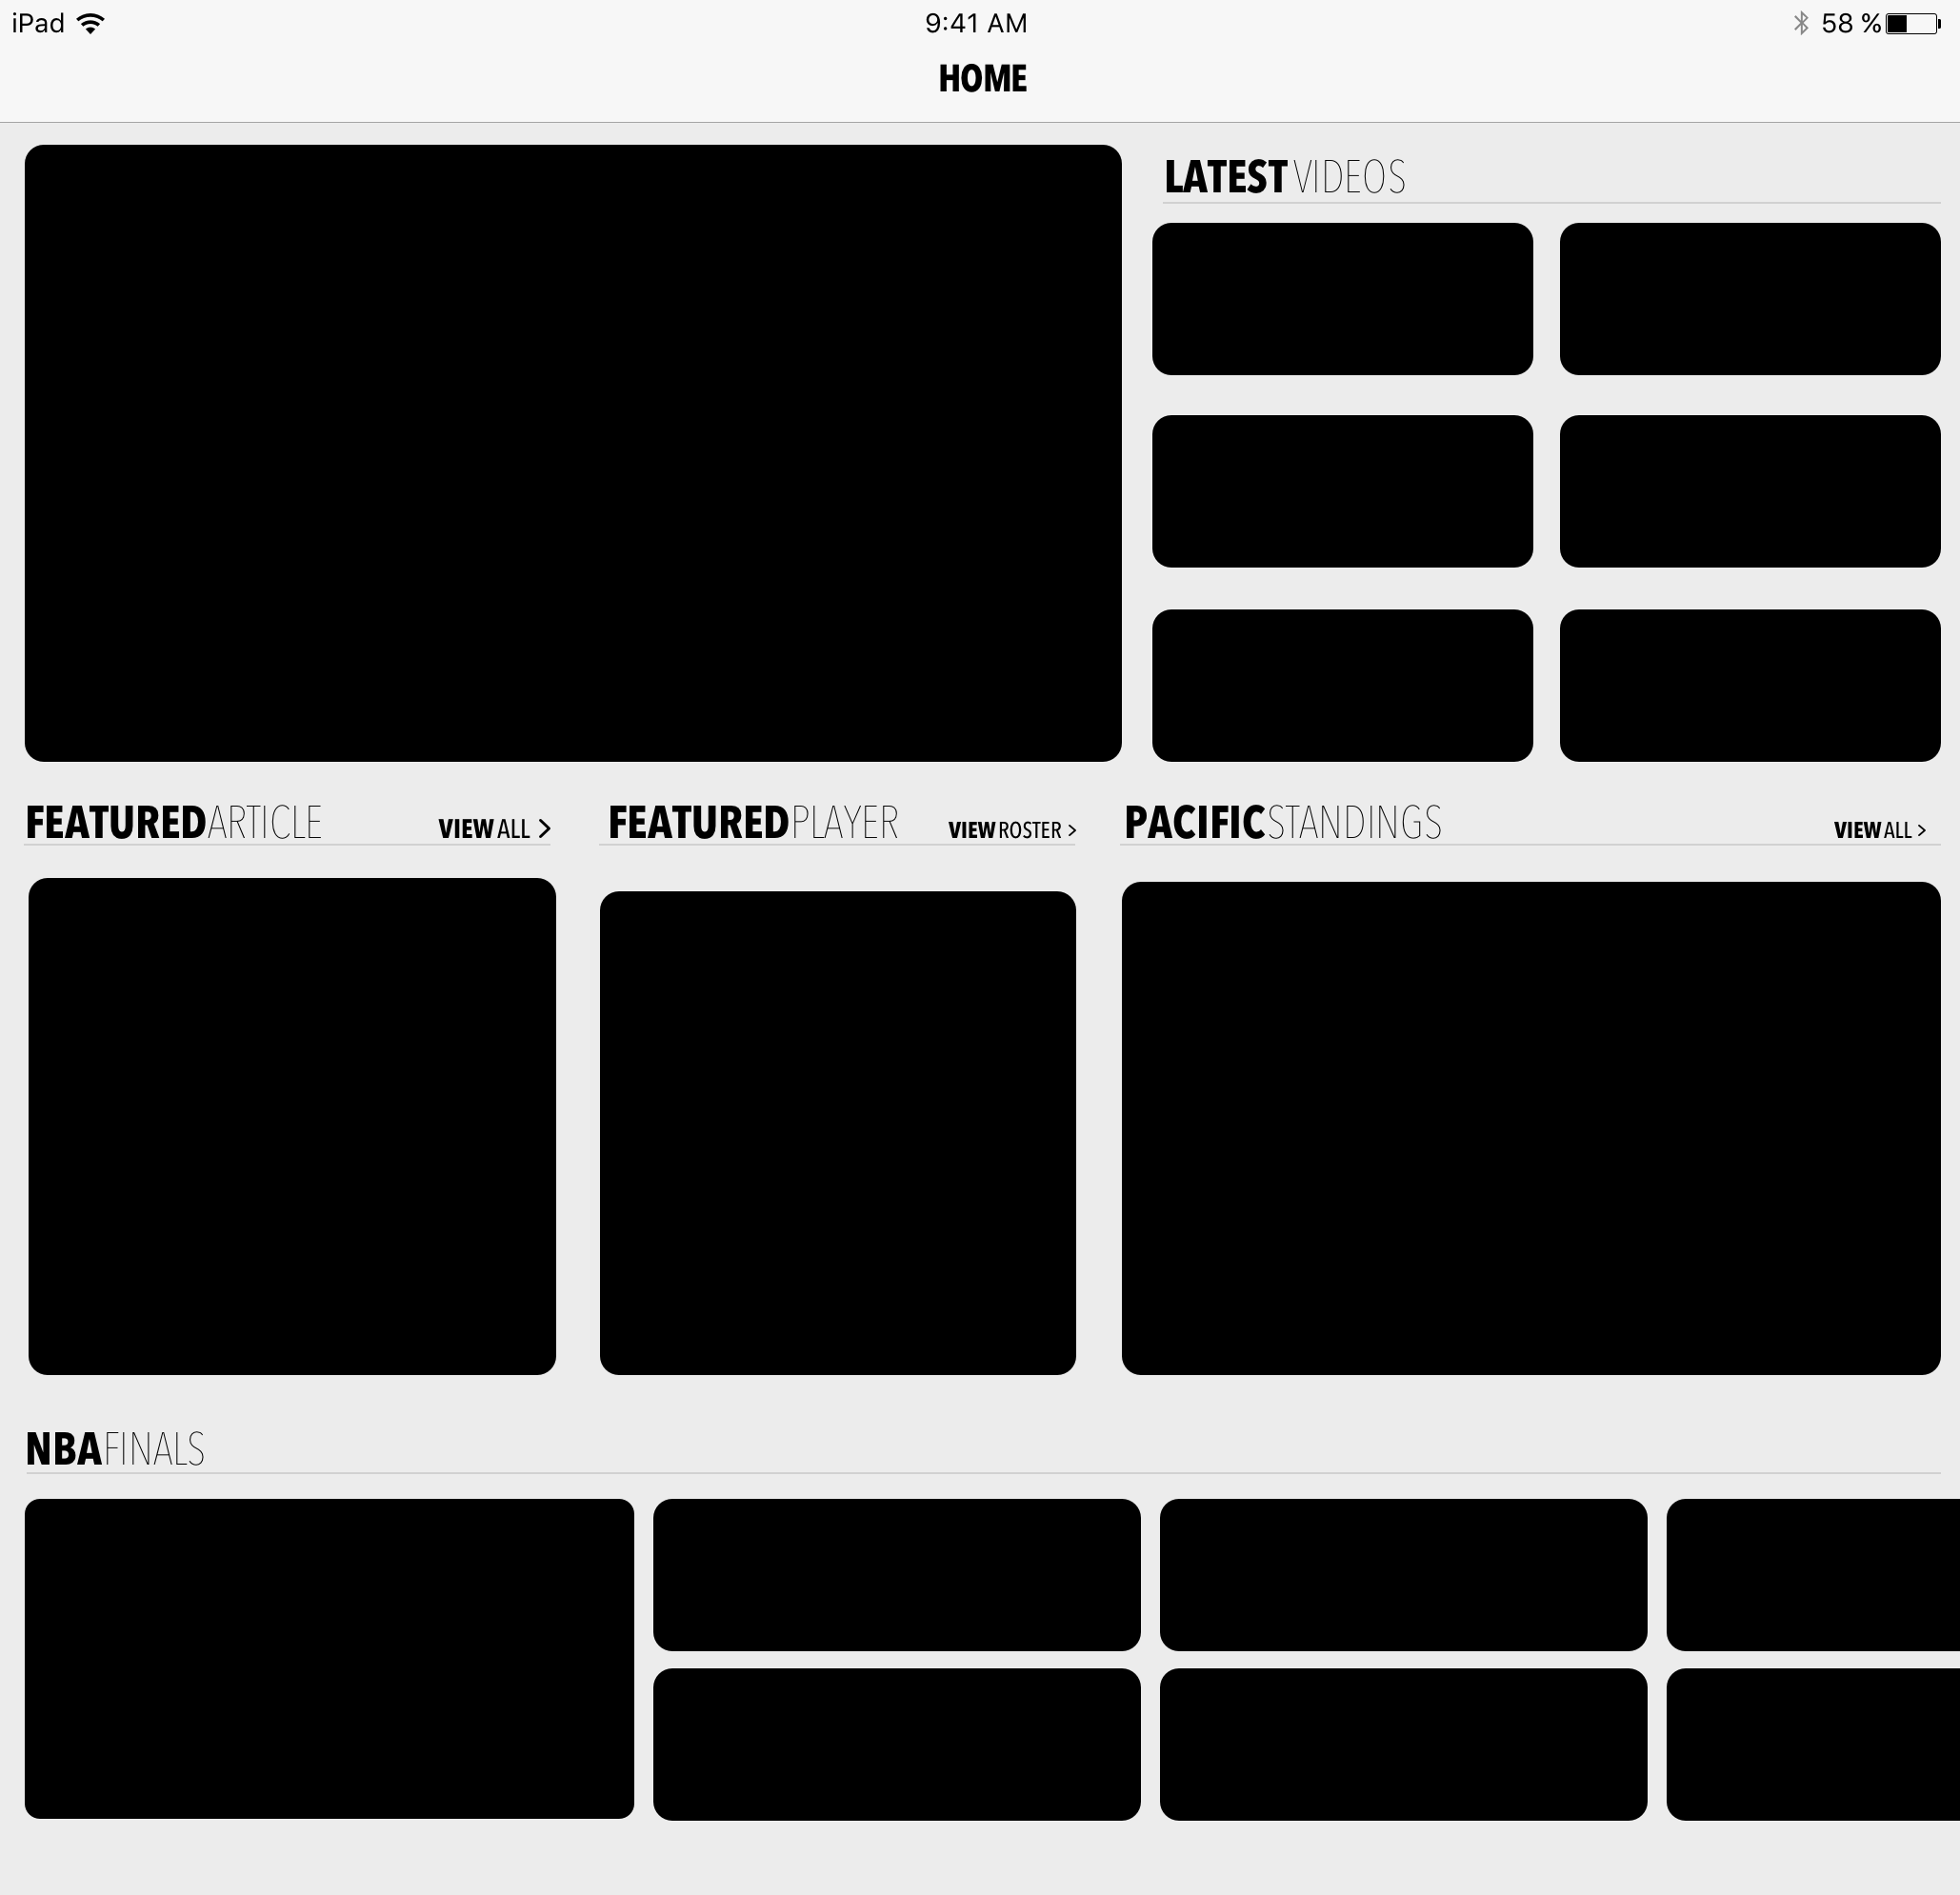 iPad 9:41 AM 58 %
HOME
LATEST VIDEOS
FEATURED ARTICLE VIEW ALL >
FEATURED PLAYER VIEW ROSTER >
PACIFIC STANDINGS VIEW ALL >
NBA FINALS